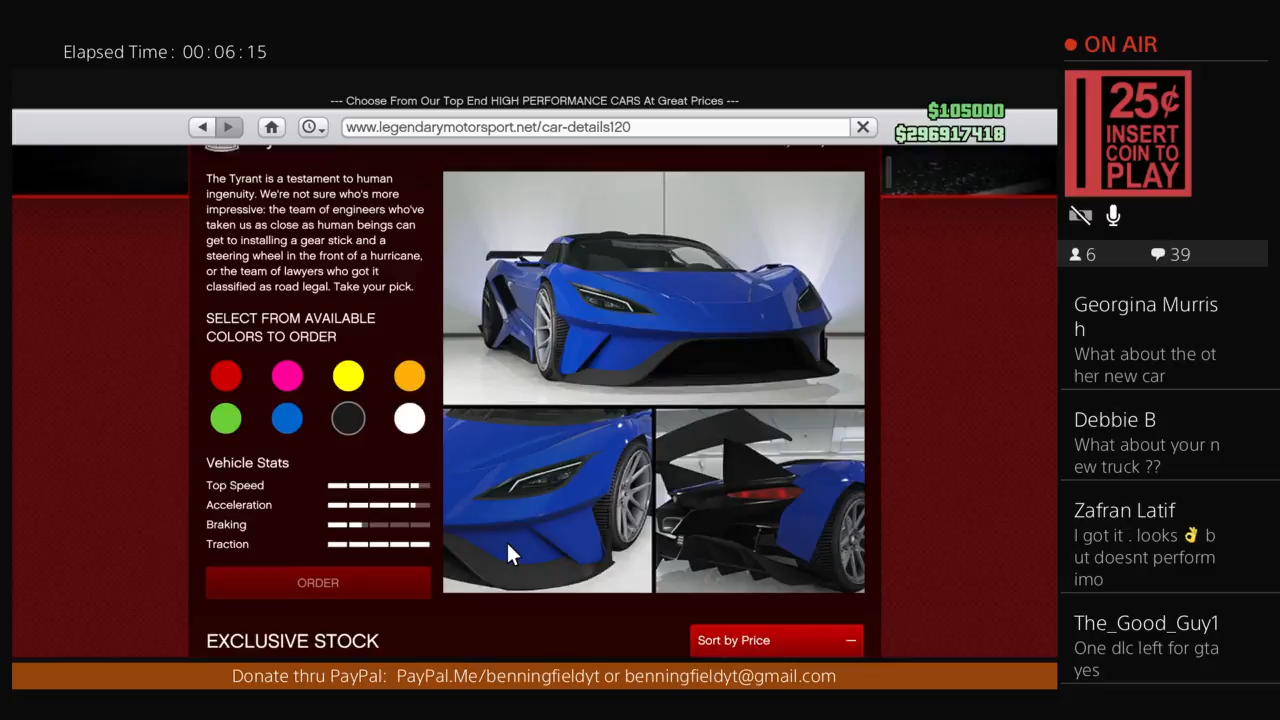 Elapsed Time: 00:06:15
ON AIR
--- Choose From Our Top End HIGH PERFORMANCE CARS At Great Prices ---
$105000
www.legendarymotorsport.net/car-details120
$296917418
25¢
INSERT
COIN TO
PLAY
6
39
The Tyrant is a testament to human
ingenuity. We're not sure who's more
impressive: the team of engineers who've
taken us as close as human beings can
get to installing a gear stick and a
steering wheel in the front of a hurricane,
or the team of lawyers who got it
classified as road legal. Take your pick.
SELECT FROM AVAILABLE
COLORS TO ORDER
Vehicle Stats
Top Speed
Acceleration
Braking
Traction
ORDER
EXCLUSIVE STOCK
Sort by Price
Georgina Murris
h
What about the ot
her new car
Debbie B
What about your n
ew truck ??
Zafran Latif
I got it . looks 👌 b
ut doesnt perform
imo
The_Good_Guy1
One dlc left for gta
yes
Donate thru PayPal: PayPal.Me/benningfieldyt or benningfieldyt@gmail.com